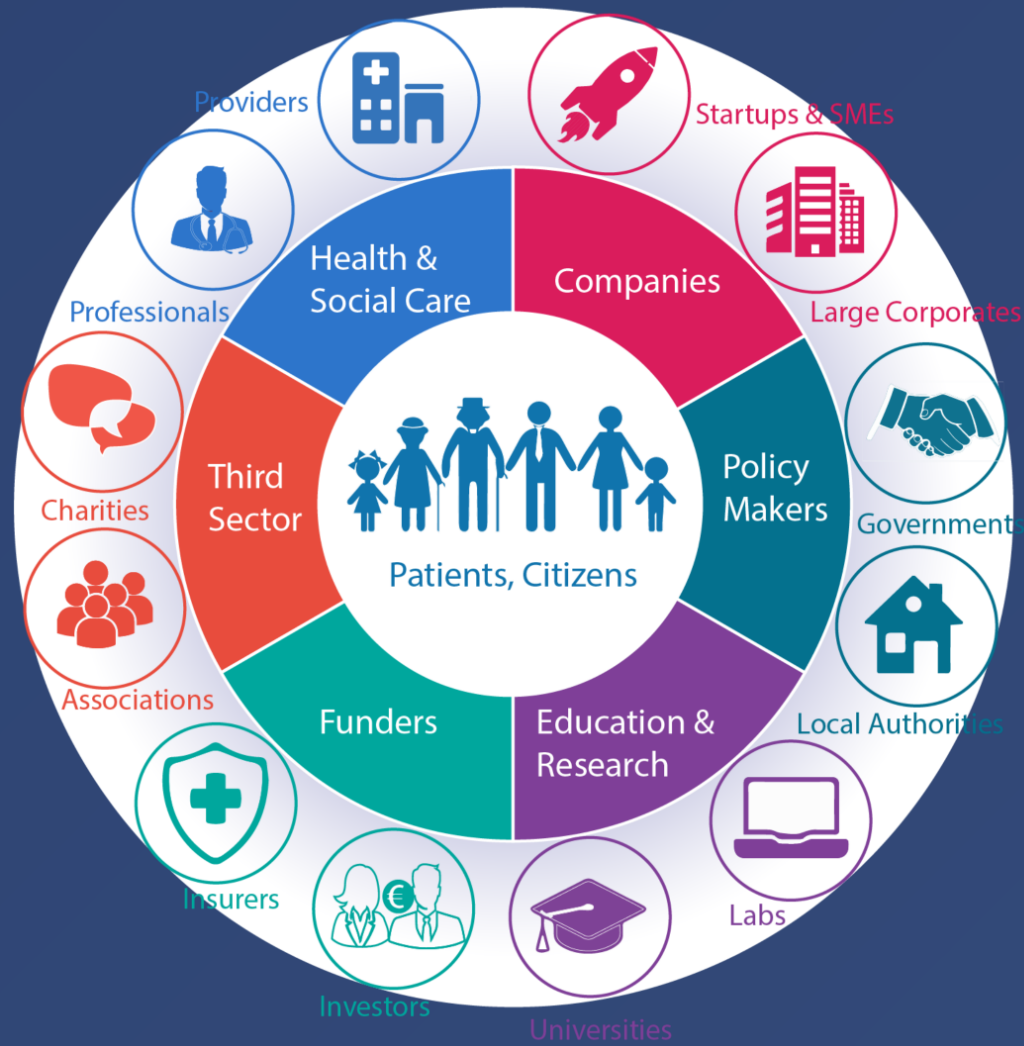 Providers
Startups & SMEs
Professionals
Large Corporates
Health &
Social Care
Companies
Charities
Third
Sector
Policy
Makers
Governments
Patients, Citizens
Associations
Local Authorities
Funders
Education &
Research
Insurers
€
Labs
Investors
Universities